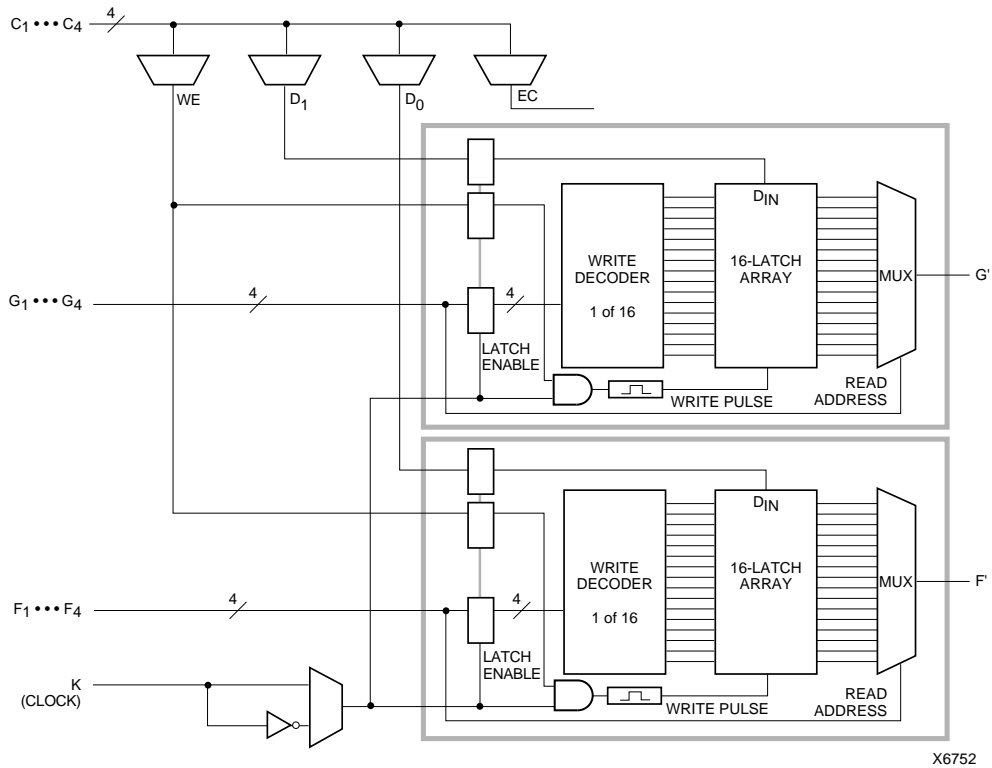 C1 ••• C4
4
WE
D1
D0
EC
DIN
WRITE
DECODER
1 of 16
16-LATCH
ARRAY
MUX
G'
G1 ••• G4
4
4
LATCH
ENABLE
WRITE PULSE
READ
ADDRESS
DIN
WRITE
DECODER
1 of 16
16-LATCH
ARRAY
MUX
F'
F1 ••• F4
4
4
LATCH
ENABLE
WRITE PULSE
READ
ADDRESS
K
(CLOCK)
X6752